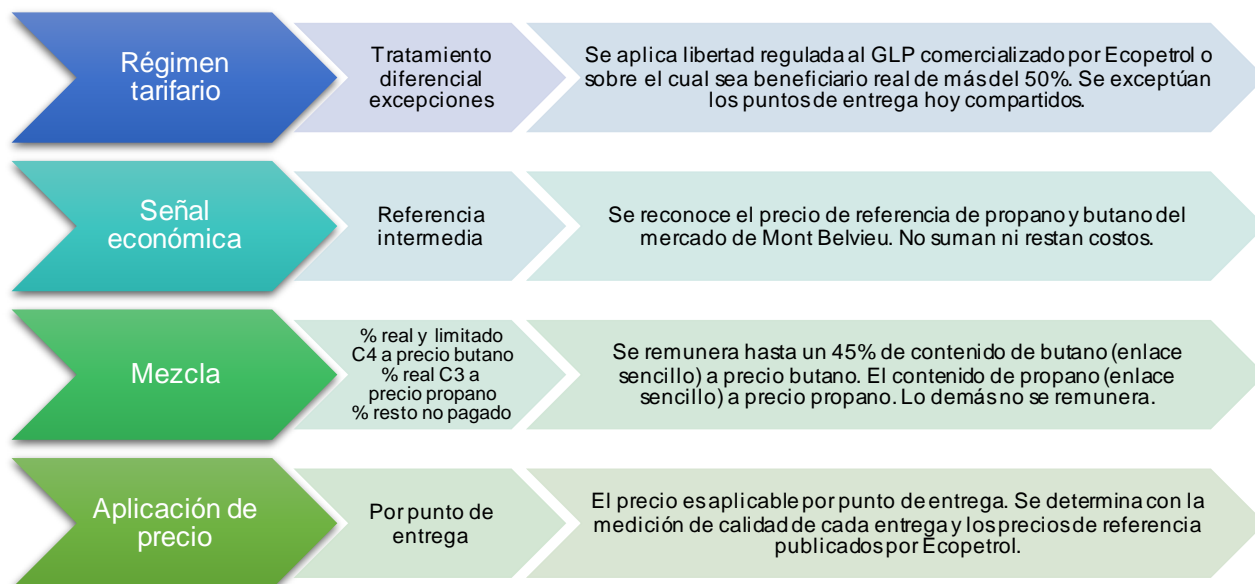 Régimen
tarifario
Tratamiento
diferencial
excepciones
Se aplica libertad regulada al GLP comercializado por Ecopetrol o
sobre el cual sea beneficiario real de más del 50%. Se exceptúan
los puntos de entrega hoy compartidos.
Señal
económica
Referencia
intermedia
Se reconoce el precio de referencia de propano y butano del
mercado de Mont Belvieu. No suman ni restan costos.
Mezcla
% real y limitado
C4 a precio butano
% real C3 a
precio propano
% resto no pagado
Se remunera hasta un 45% de contenido de butano (enlace
sencillo) a precio butano. El contenido de propano (enlace
sencillo) a precio propano. Lo demás no se remunera.
Aplicación de
precio
Por punto de
entrega
El precio es aplicable por punto de entrega. Se determina con la
medición de calidad de cada entrega y los precios de referencia
publicados por Ecopetrol.